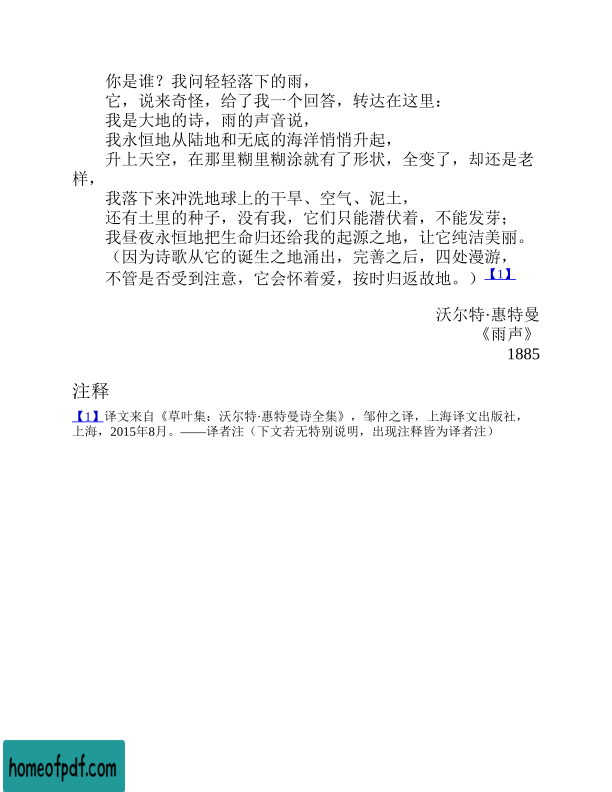 你是谁？我问轻轻落下的雨，
它，说来奇怪，给了我一个回答，转达在这里：
我是大地的诗，雨的声音说，
我永恒地从陆地和无底的海洋悄悄升起，
升上天空，在那里糊里糊涂就有了形状，全变了，却还是老
样，
我落下来冲洗地球上的干旱、空气、泥土，
还有土里的种子，没有我，它们只能潜伏着，不能发芽；
我昼夜永恒地把生命归还给我的起源之地，让它纯洁美丽。
（因为诗歌从它的诞生之地涌出，完善之后，四处漫游，
不管是否受到注意，它会怀着爱，按时归返故地。）【1】
沃尔特·惠特曼
《雨声》
1885
注释
【1】译文来自《草叶集：沃尔特·惠特曼诗全集》，邹仲之译，上海译文出版社，
上海，2015年8月。——译者注（下文若无特别说明，出现注释皆为译者注）
homeofpdf.com